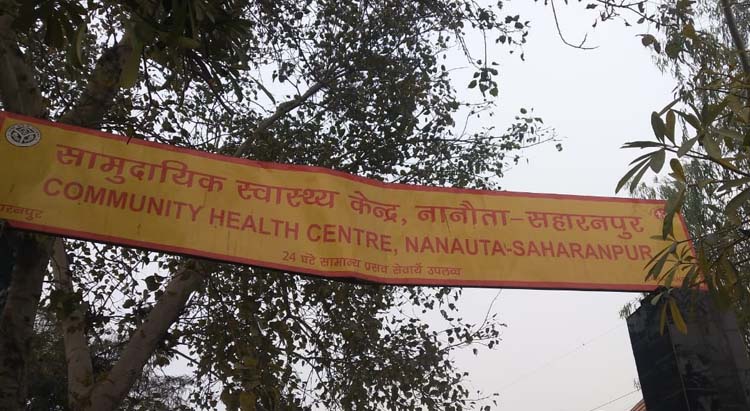 सामुदायिक स्वास्थ्य केन्द्र, नानौता-सहारनपुर
COMMUNITY HEALTH CENTRE, NANAUTA-SAHARANPUR
24 घंटे सामान्य प्रसव सेवायें उपलब्ध